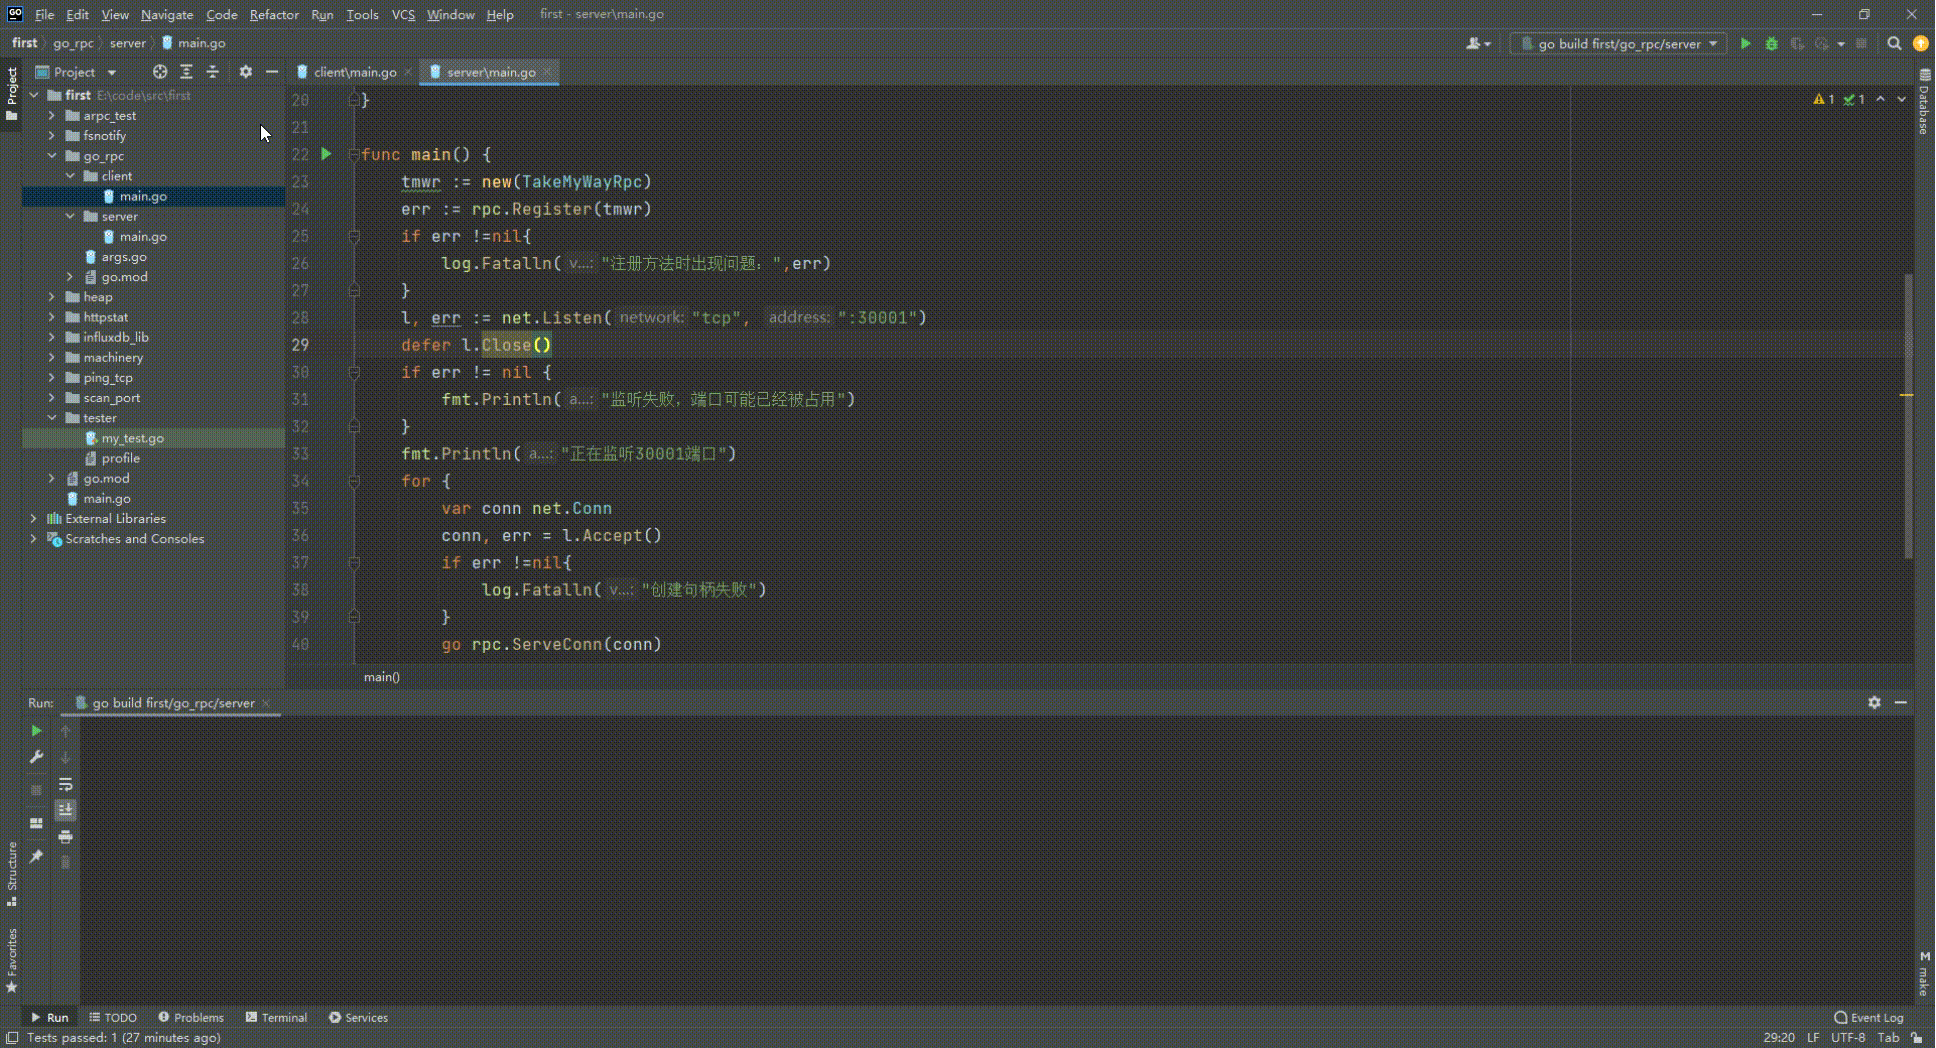 GO File Edit View Navigate Code Refactor Run Tools VCS Window Help first - server\main.go
first go_rpc server main.go go build first/go_rpc/server
Project
Project
client\main.go
server\main.go
first E:\code\src\first
arpc_test
fsnotify
go_rpc
client
main.go
server
main.go
args.go
go.mod
heap
httpstat
influxdb_lib
machinery
ping_tcp
scan_port
tester
my_test.go
profile
go.mod
main.go
External Libraries
Scratches and Consoles
1 1
20 }
21
22 func main() {
23 tmwr := new(TakeMyWayRpc)
24 err := rpc.Register(tmwr)
25 if err !=nil{
26 log.Fatalln( v...: "注册方法时出现问题: ",err)
27 }
28 l, err := net.Listen( network: "tcp", address: ":30001")
29 defer l.Close()
30 if err != nil {
31 fmt.Println( a...: "监听失败, 端口可能已经被占用")
32 }
33 fmt.Println( a...: "正在监听30001端口")
34 for {
35 var conn net.Conn
36 conn, err = l.Accept()
37 if err !=nil{
38 log.Fatalln( v...: "创建句柄失败")
39 }
40 go rpc.ServeConn(conn)
main()
Database
Run: go build first/go_rpc/server
Structure
Favorites
M make
Run TODO Problems Terminal Services Event Log
Tests passed: 1 (27 minutes ago) 29:20 LF UTF-8 Tab